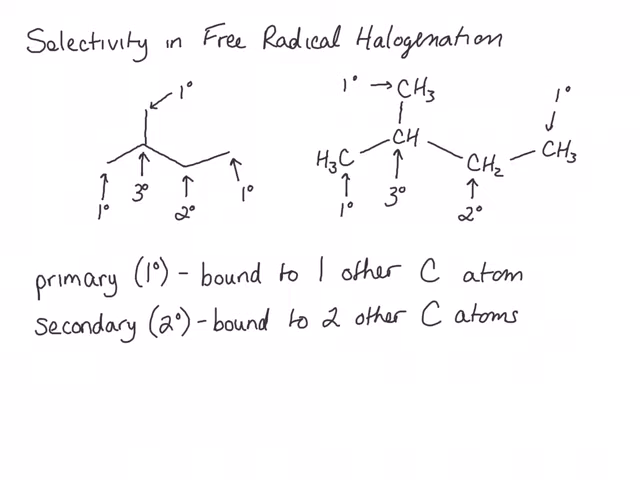 Selectivity in Free Radical Halogenation
1° 1° → CH₃ 1°
CH
H₃C CH₂ CH₃
1° 3° 2° 1° 1° 3° 2°
primary (1°) - bound to 1 other C atom
secondary (2°) - bound to 2 other C atoms